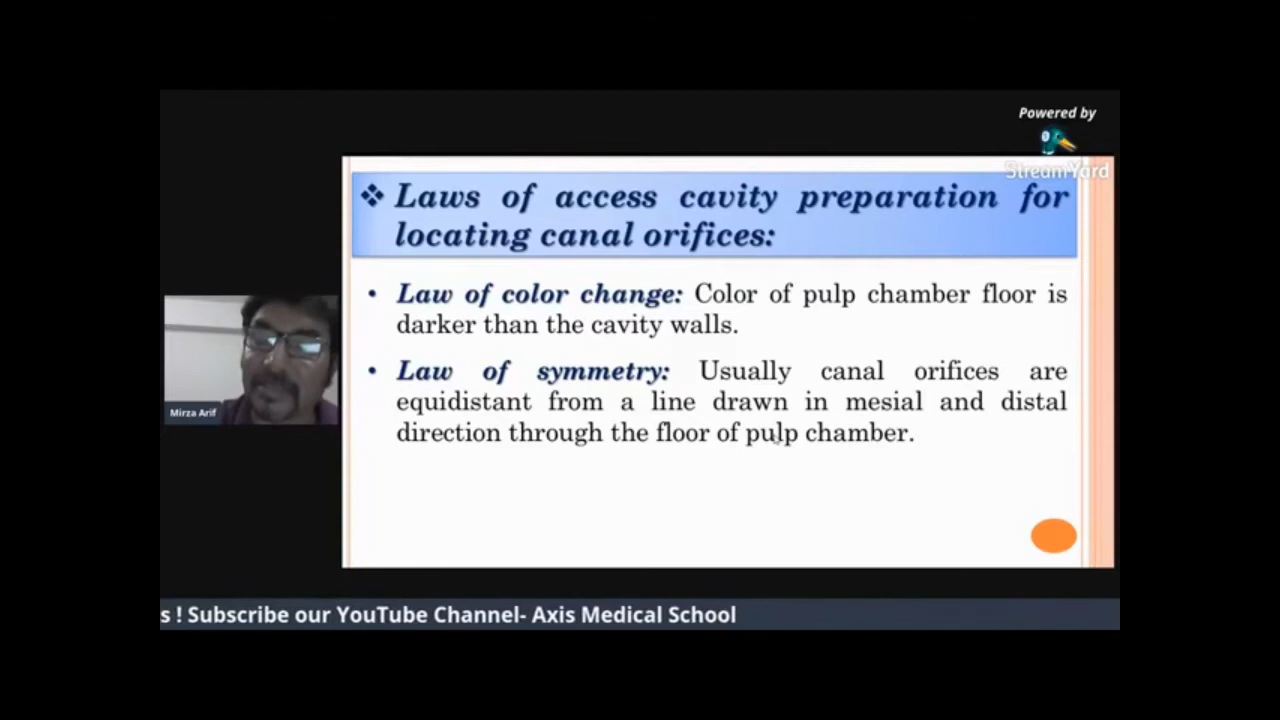 Powered by
StreamYard
❖ Laws of access cavity preparation for
locating canal orifices:
• Law of color change: Color of pulp chamber floor is
darker than the cavity walls.
• Law of symmetry: Usually canal orifices are
equidistant from a line drawn in mesial and distal
direction through the floor of pulp chamber.
Mirza Arif
s ! Subscribe our YouTube Channel- Axis Medical School